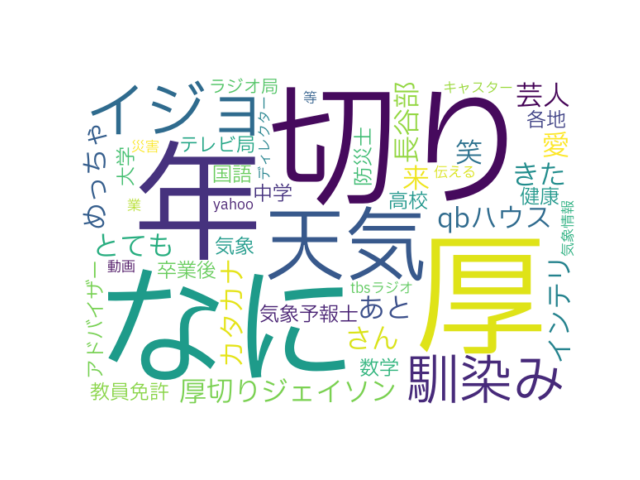 ラジオ局
等
キャスター
イジョ
切り
長谷部
芸人
各地
めっちゃ
大学
災害
テレビ局
ディレクター
防災士
笑
愛
年
国語
来
伝える
きた
業
yahoo
中学
高校
健康
天気
qbハウス
厚
気象情報
とても
気象
動画
卒業後
カタカナ
tbsラジオ
インテリ
アドバイザー
なに
気象予報士
あと
さん
馴染み
数学
教員免許
厚切りジェイソン